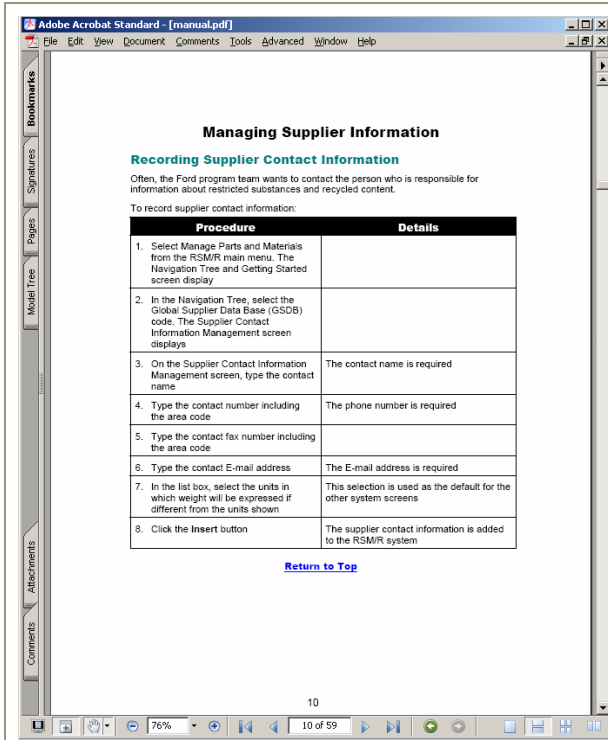 Adobe Acrobat Standard - [manual.pdf]
File Edit View Document Comments Tools Advanced Window Help
Bookmarks
Signatures
Pages
Model Tree
Attachments
Comments
Managing Supplier Information
Recording Supplier Contact Information
Often, the Ford program team wants to contact the person who is responsible for
information about restricted substances and recycled content.
To record supplier contact information:
Procedure Details
1. Select Manage Parts and Materials
from the RSM/R main menu. The
Navigation Tree and Getting Started
screen display
2. In the Navigation Tree, select the
Global Supplier Data Base (GSDB)
code. The Supplier Contact
Information Management screen
displays
3. On the Supplier Contact Information The contact name is required
Management screen, type the contact
name
4. Type the contact number including The phone number is required
the area code
5. Type the contact fax number including
the area code
6. Type the contact E-mail address The E-mail address is required
7. In the list box, select the units in This selection is used as the default for the
which weight will be expressed if other system screens
different from the units shown
8. Click the Insert button The supplier contact information is added
to the RSM/R system
Return to Top
10
76% 10 of 59